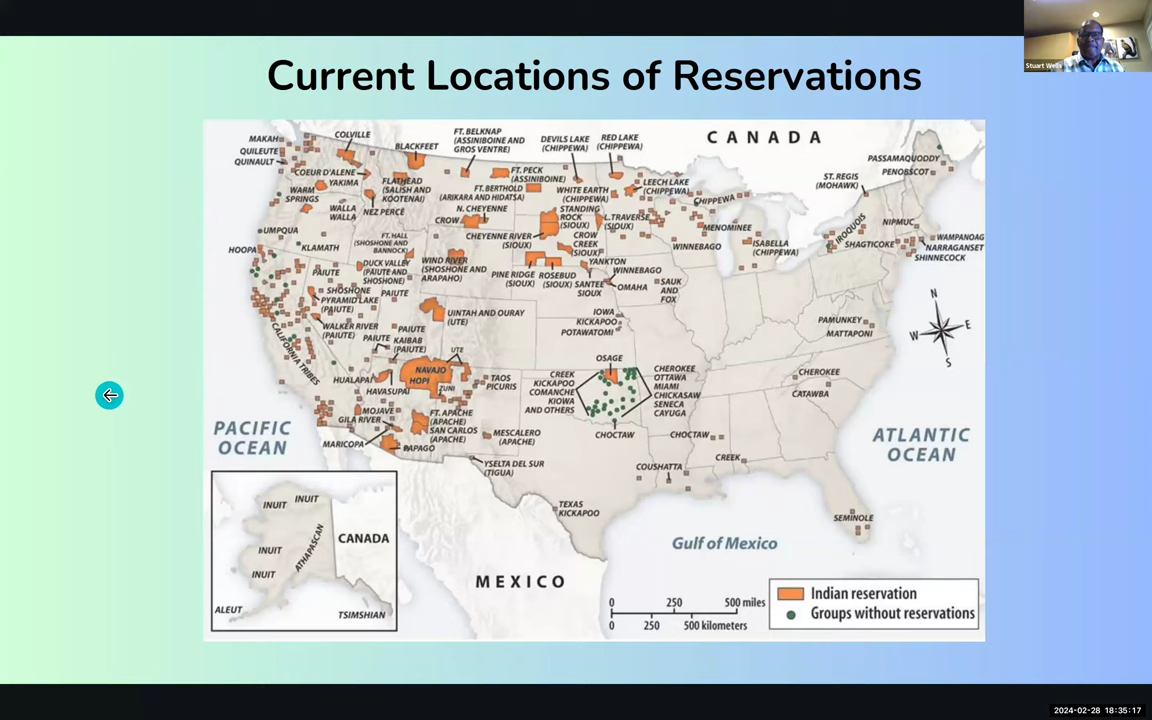 Current Locations of Reservations
Stuart Wells
CANADA
MAKAH
QUILEUTE
QUINAULT
COLVILLE
BLACKFEET
FT. BELKNAP
(ASSINIBOINE AND
GROS VENTRE)
DEVILS LAKE
(CHIPPEWA)
RED LAKE
(CHIPPEWA)
PASSAMAQUODDY
PENOBSCOT
ST. REGIS
(MOHAWK)
COEUR D'ALENE
YAKIMA
FLATHEAD
(SALISH AND
KOOTENAI)
FT. PECK
(ASSINIBOINE)
FT. BERTHOLD
(ARIKARA AND HIDATSA)
WHITE EARTH
(CHIPPEWA)
LEECH LAKE
(CHIPPEWA)
CHIPPEWA
WARM
SPRINGS
WALLA
WALLA
NEZ PERCE
N. CHEYENNE
CROW
STANDING
ROCK
(SIOUX)
L.TRAVERSE
(SIOUX)
MENOMINEE
IROQUOIS
NIPMUC
SHAGTICOKE
WAMPANOAG
NARRAGANSET
SHINNECOCK
UMPQUA
HOOPA
KLAMATH
FT. HALL
(SHOSHONE AND
BANNOCK)
CHEYENNE RIVER
(SIOUX)
CROW
CREEK
(SIOUX)
WINNEBAGO
ISABELLA
(CHIPPEWA)
PAIUTE
DUCK VALLEY
(PAIUTE AND
SHOSHONE)
WIND RIVER
(SHOSHONE AND
ARAPAHO)
PINE RIDGE
(SIOUX)
ROSEBUD
(SIOUX)
YANKTON
WINNEBAGO
SANTEE
SIOUX
OMAHA
SAUK
AND
FOX
SHOSHONE
PYRAMID LAKE
(PAIUTE)
PAIUTE
UINTAH AND OURAY
(UTE)
IOWA
KICKAPOO
POTAWATOMI
PAMUNKEY
MATTAPONI
N
W
E
S
WALKER RIVER
(PAIUTE)
PAIUTE
PAIUTE
KAIBAB
(PAIUTE)
UTE
CALIFORNIA TRIBES
OSAGE
HUALAPAI
HAVASUPAI
NAVAJO
HOPI
ZUNI
TAOS
PICURIS
CREEK
KICKAPOO
COMANCHE
KIOWA
AND OTHERS
CHEROKEE
OTTAWA
MIAMI
CHICKASAW
SENECA
CAYUGA
CHEROKEE
CATAWBA
MOJAVE
GILA RIVER
MARICOPA
PAPAGO
FT. APACHE
(APACHE)
SAN CARLOS
(APACHE)
MESCALERO
(APACHE)
CHOCTAW
CHOCTAW
CREEK
COUSHATTA
YSELTA DEL SUR
(TIGUA)
TEXAS
KICKAPOO
SEMINOLE
PACIFIC
OCEAN
ATLANTIC
OCEAN
Gulf of Mexico
MEXICO
INUIT
INUIT
INUIT
INUIT
ATHAPASCAN
CANADA
ALEUT
TSIMSHIAN
0 250 500 miles
0 250 500 kilometers
Indian reservation
Groups without reservations
2024-02-28 18:35:17